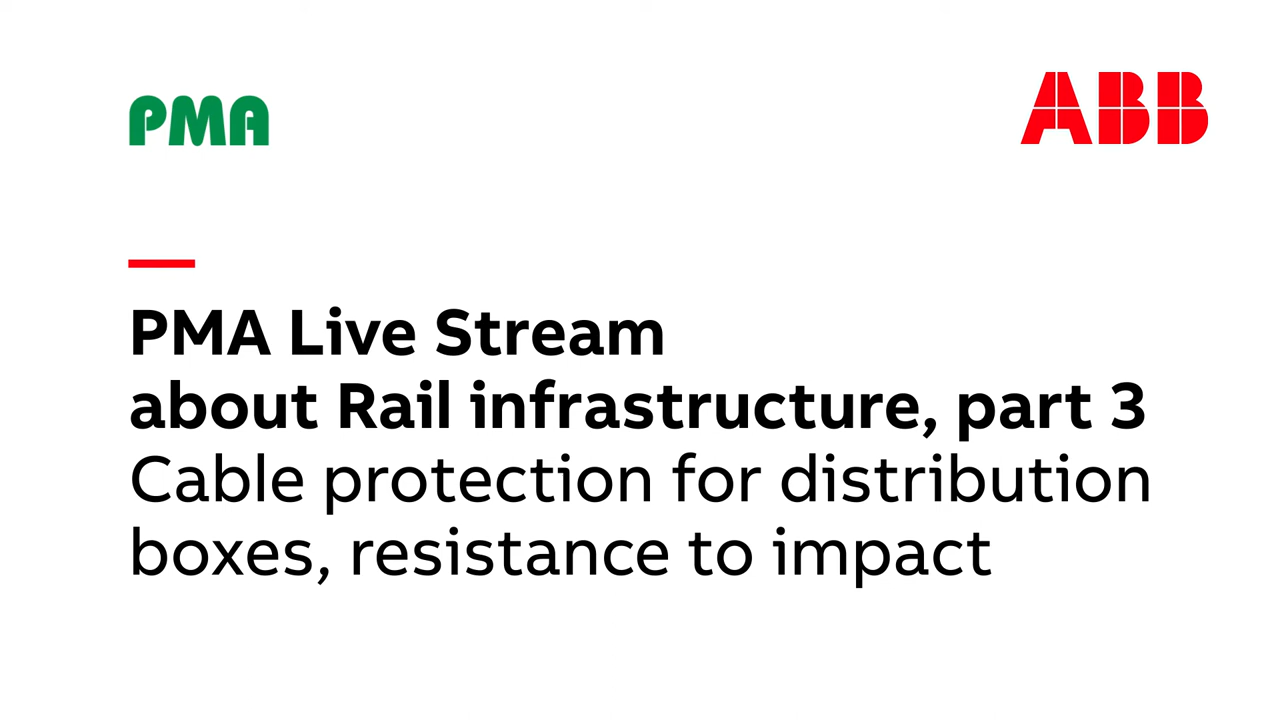 PMA
ABB
PMA Live Stream
about Rail infrastructure, part 3
Cable protection for distribution
boxes, resistance to impact